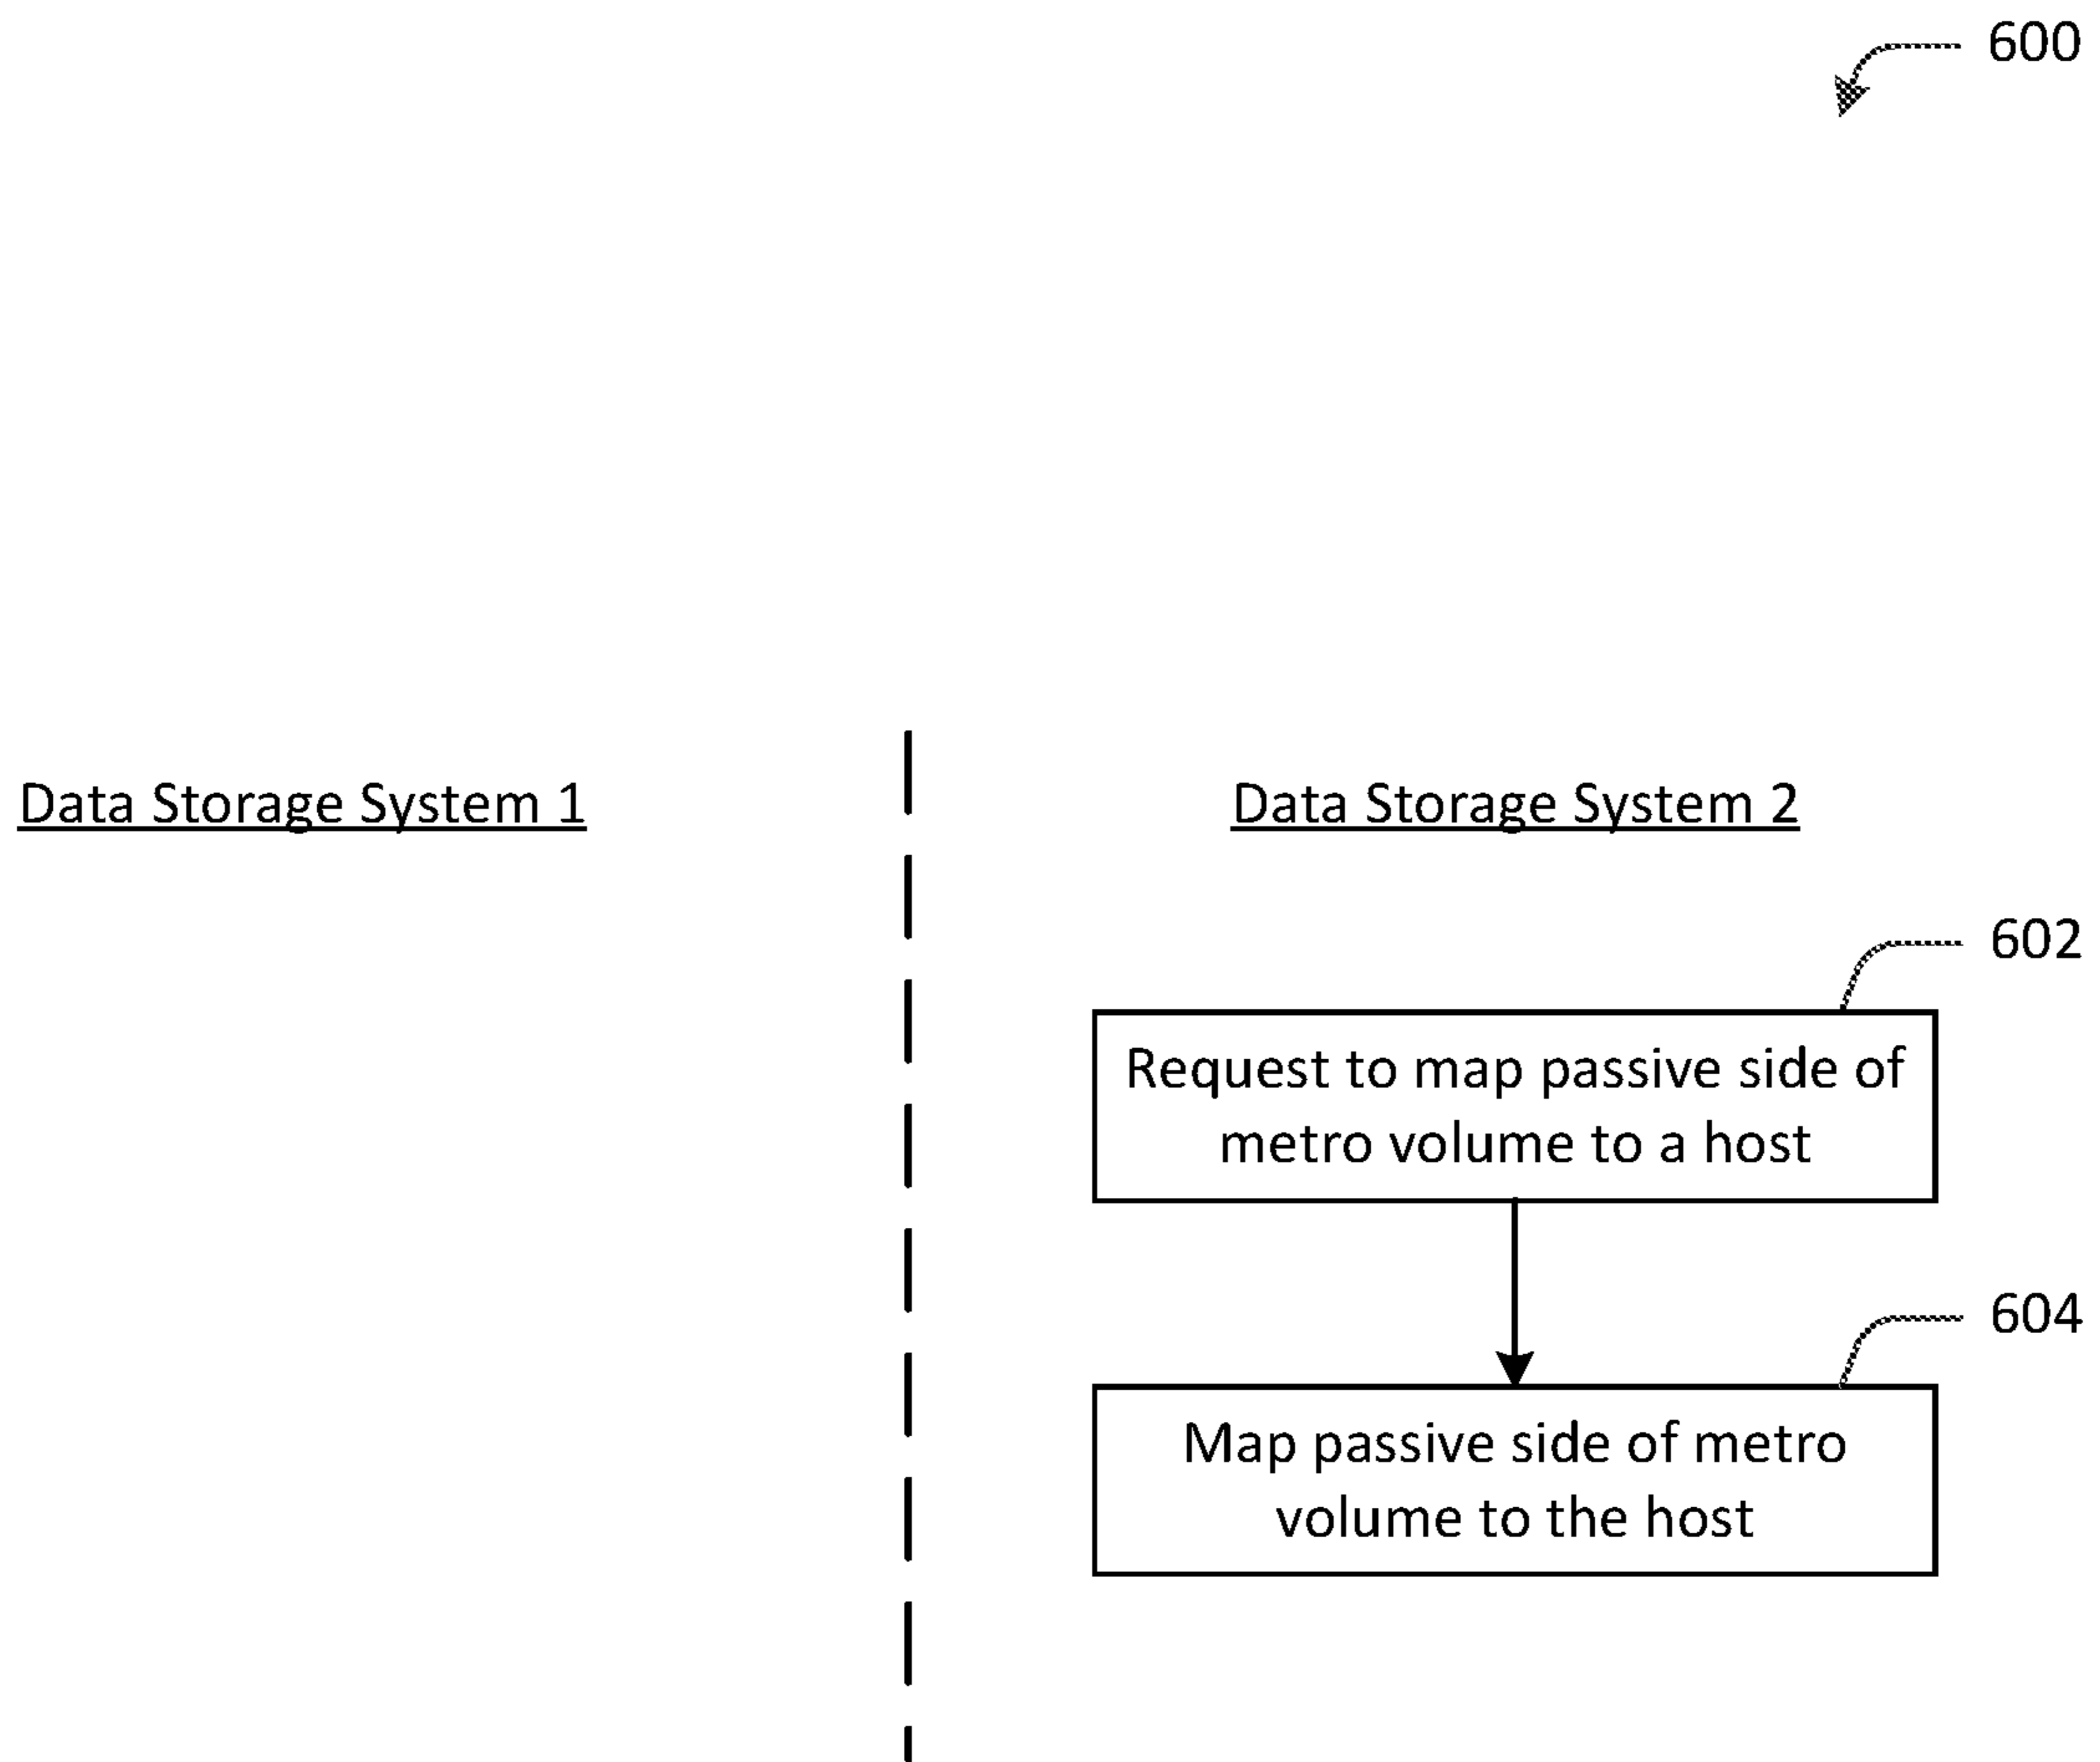 600
Data Storage System 1
Data Storage System 2
602
Request to map passive side of
metro volume to a host
604
Map passive side of metro
volume to the host